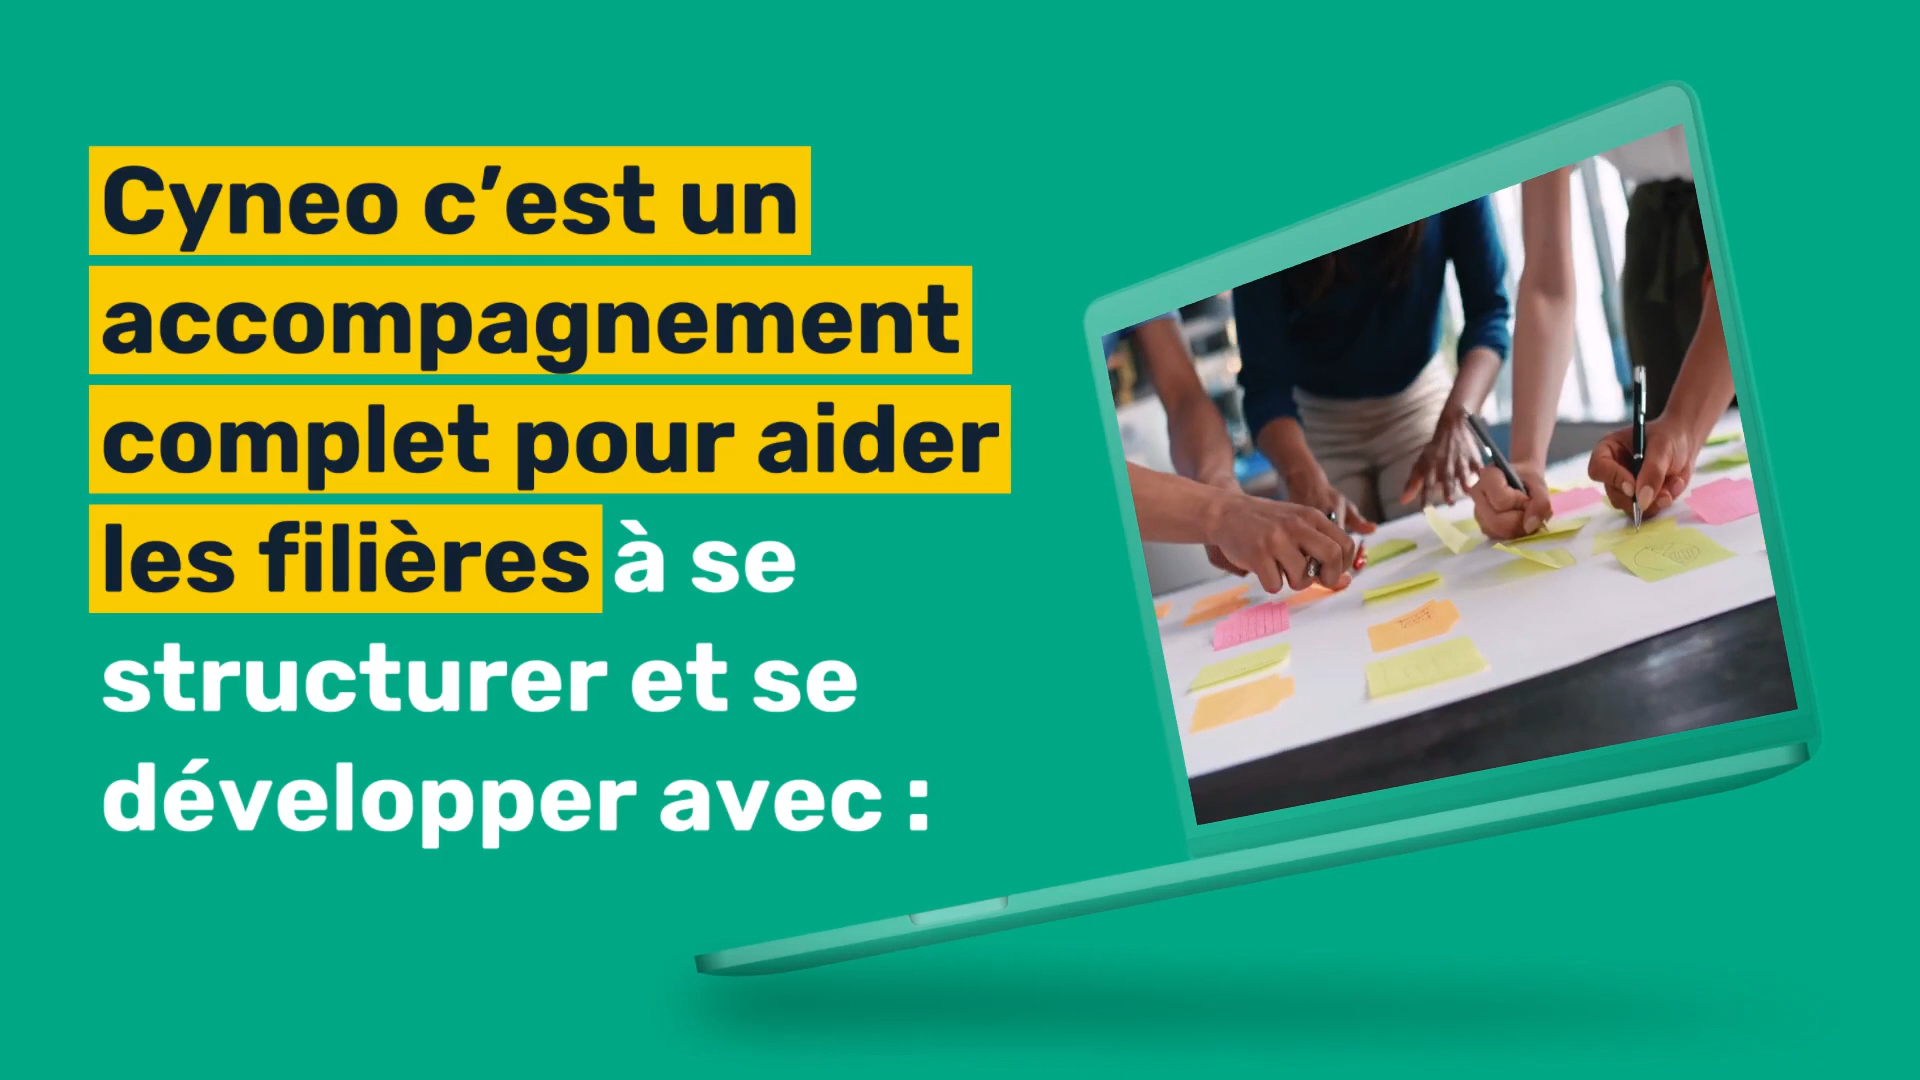 Cyneo c’est un
accompagnement
complet pour aider
les filières à se
structurer et se
développer avec :